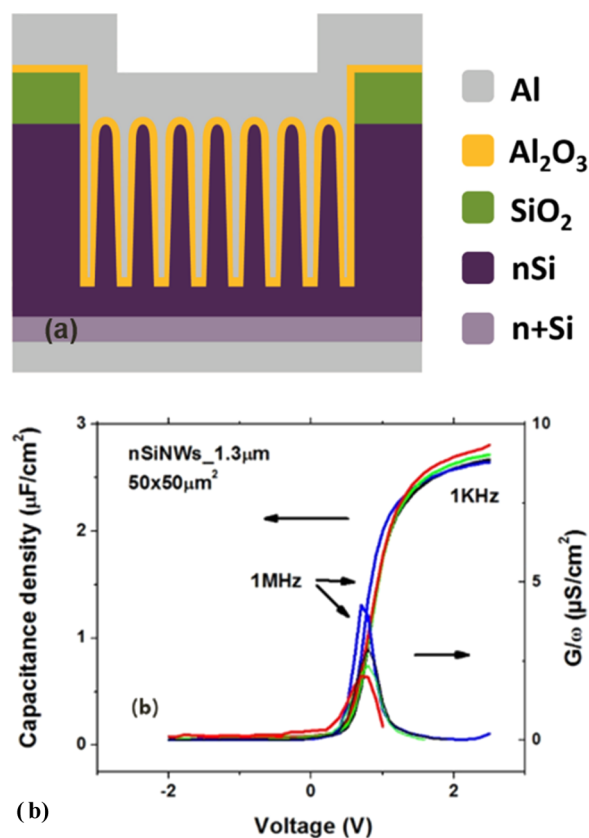 Al
Al₂O₃
SiO₂
nSi
n+Si
(a)
3
2
1
0
Capacitance density (μF/cm²)
nSiNWs_1.3μm
50x50μm²
1KHz
1MHz
(b)
10
5
0
G/ω (μS/cm²)
-2
0
2
Voltage (V)
(b)